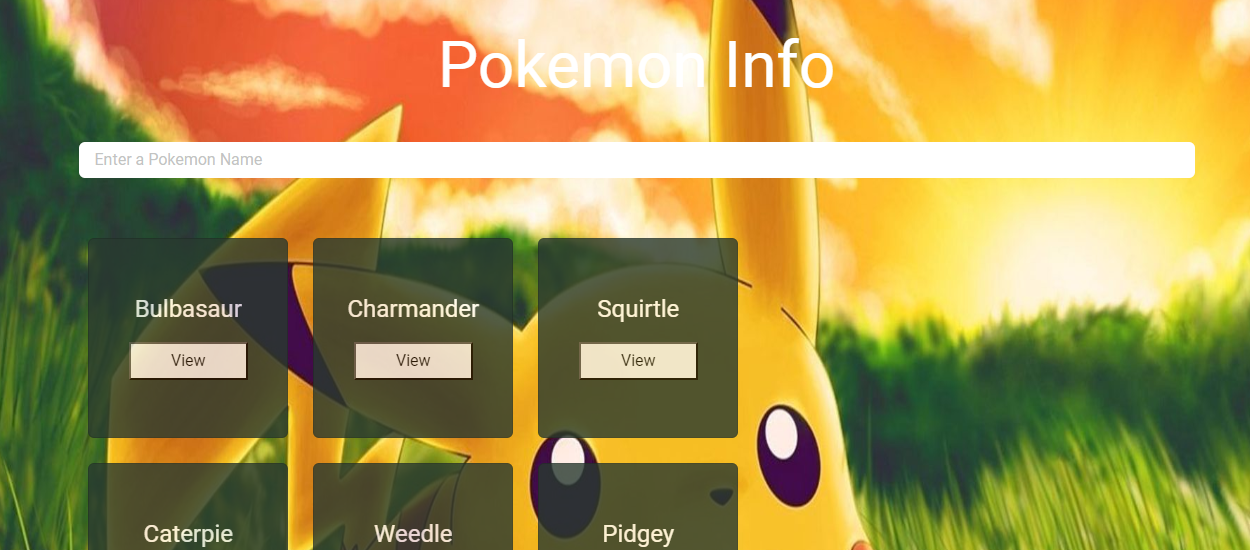 Pokemon Info
Enter a Pokemon Name
Bulbasaur
Charmander
Squirtle
View
View
View
Caterpie
Weedle
Pidgey